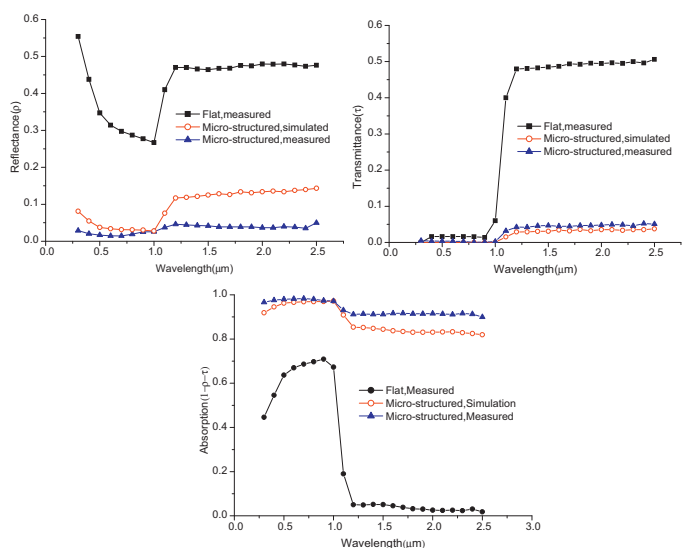 0.6
0.5
0.4
0.3
0.2
0.1
0.0
Reflectance(ρ)
Flat,measured
Micro-structured,simulated
Micro-structured,measured
0.0 0.5 1.0 1.5 2.0 2.5
Wavelength(μm)
0.5
0.4
0.3
0.2
0.1
0.0
Transmittance(τ)
Flat,measured
Micro-structured,simulated
Micro-structured,measured
0.0 0.5 1.0 1.5 2.0 2.5
Wavelength(μm)
1.0
0.8
0.6
0.4
0.2
0.0
Absorption(1-ρ-τ)
Flat,Measured
Micro-structured,Simulation
Micro-structured,Measured
0.0 0.5 1.0 1.5 2.0 2.5 3.0
Wavelength(μm)